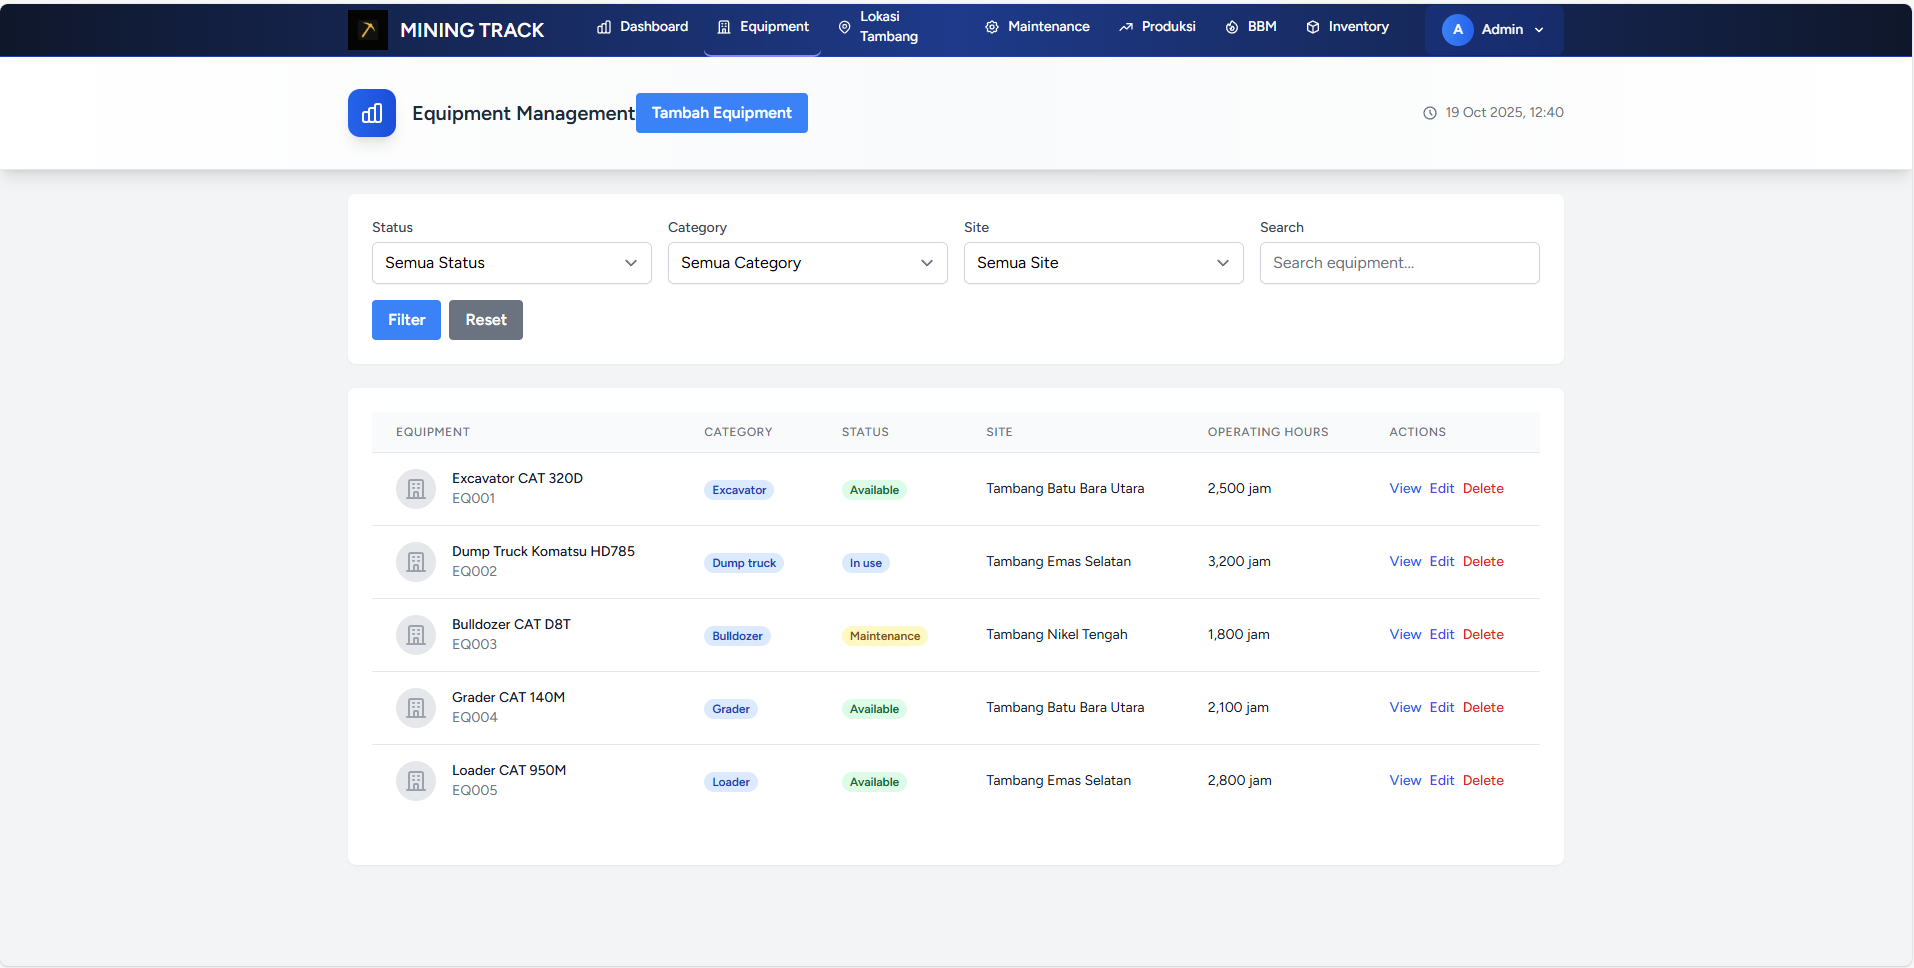 MINING TRACK
Dashboard
Equipment
Lokasi
Tambang
Maintenance
Produksi
BBM
Inventory
A
Admin
Equipment Management
Tambah Equipment
19 Oct 2025, 12:40
Status
Category
Site
Search
Semua Status
Semua Category
Semua Site
Search equipment...
Filter
Reset
EQUIPMENT CATEGORY STATUS SITE OPERATING HOURS ACTIONS
Excavator CAT 320D
EQ001
Excavator
Available
Tambang Batu Bara Utara
2,500 jam
View Edit Delete
Dump Truck Komatsu HD785
EQ002
Dump truck
In use
Tambang Emas Selatan
3,200 jam
View Edit Delete
Bulldozer CAT D8T
EQ003
Bulldozer
Maintenance
Tambang Nikel Tengah
1,800 jam
View Edit Delete
Grader CAT 140M
EQ004
Grader
Available
Tambang Batu Bara Utara
2,100 jam
View Edit Delete
Loader CAT 950M
EQ005
Loader
Available
Tambang Emas Selatan
2,800 jam
View Edit Delete